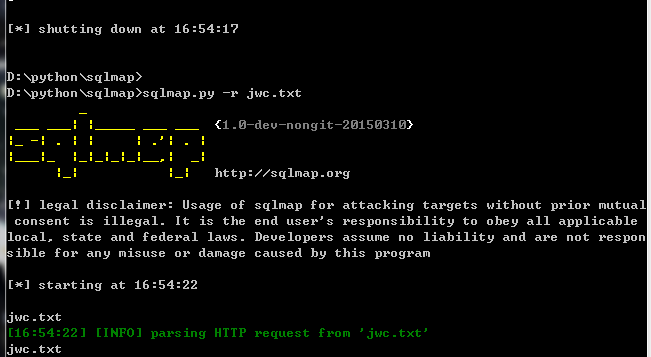 [*] shutting down at 16:54:17
D:\python\sqlmap>
D:\python\sqlmap>sqlmap.py -r jwc.txt
sqlmap
{1.0-dev-nongit-20150310}
http://sqlmap.org
[!] legal disclaimer: Usage of sqlmap for attacking targets without prior mutual
consent is illegal. It is the end user's responsibility to obey all applicable
local, state and federal laws. Developers assume no liability and are not respon
sible for any misuse or damage caused by this program
[*] starting at 16:54:22
jwc.txt
[16:54:22] [INFO] parsing HTTP request from 'jwc.txt'
jwc.txt